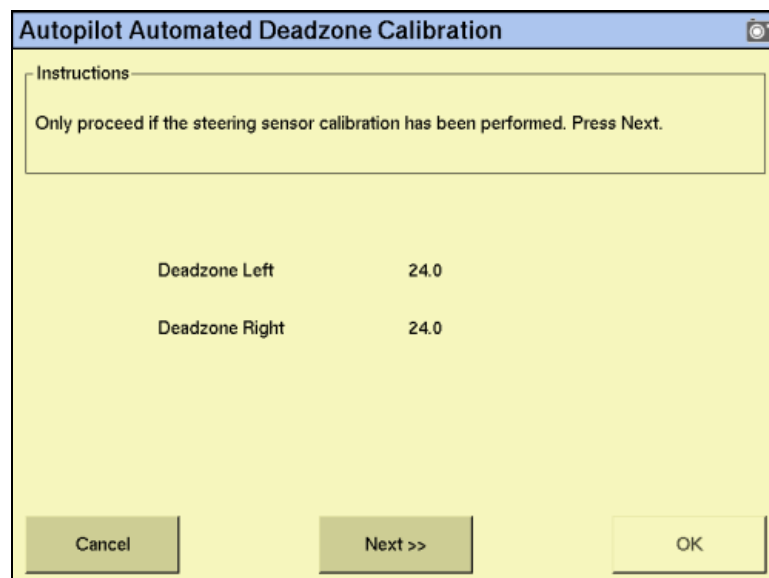 Autopilot Automated Deadzone Calibration
Instructions
Only proceed if the steering sensor calibration has been performed. Press Next.
Deadzone Left 24.0
Deadzone Right 24.0
Cancel Next >> OK